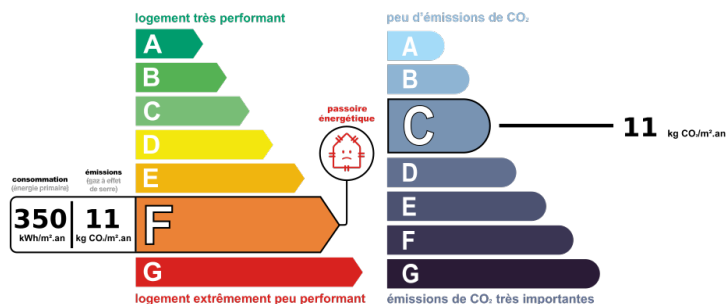 logement très performant
A
B
C
D
E
passoire
énergétique
consommation
(énergie primaire)
émissions
(gaz à effet
de serre)
350
kWh/m².an
11
kg CO₂/m².an
F
G
logement extrêmement peu performant
peu d'émissions de CO₂
A
B
C
11
kg CO₂/m².an
D
E
F
G
émissions de CO₂ très importantes